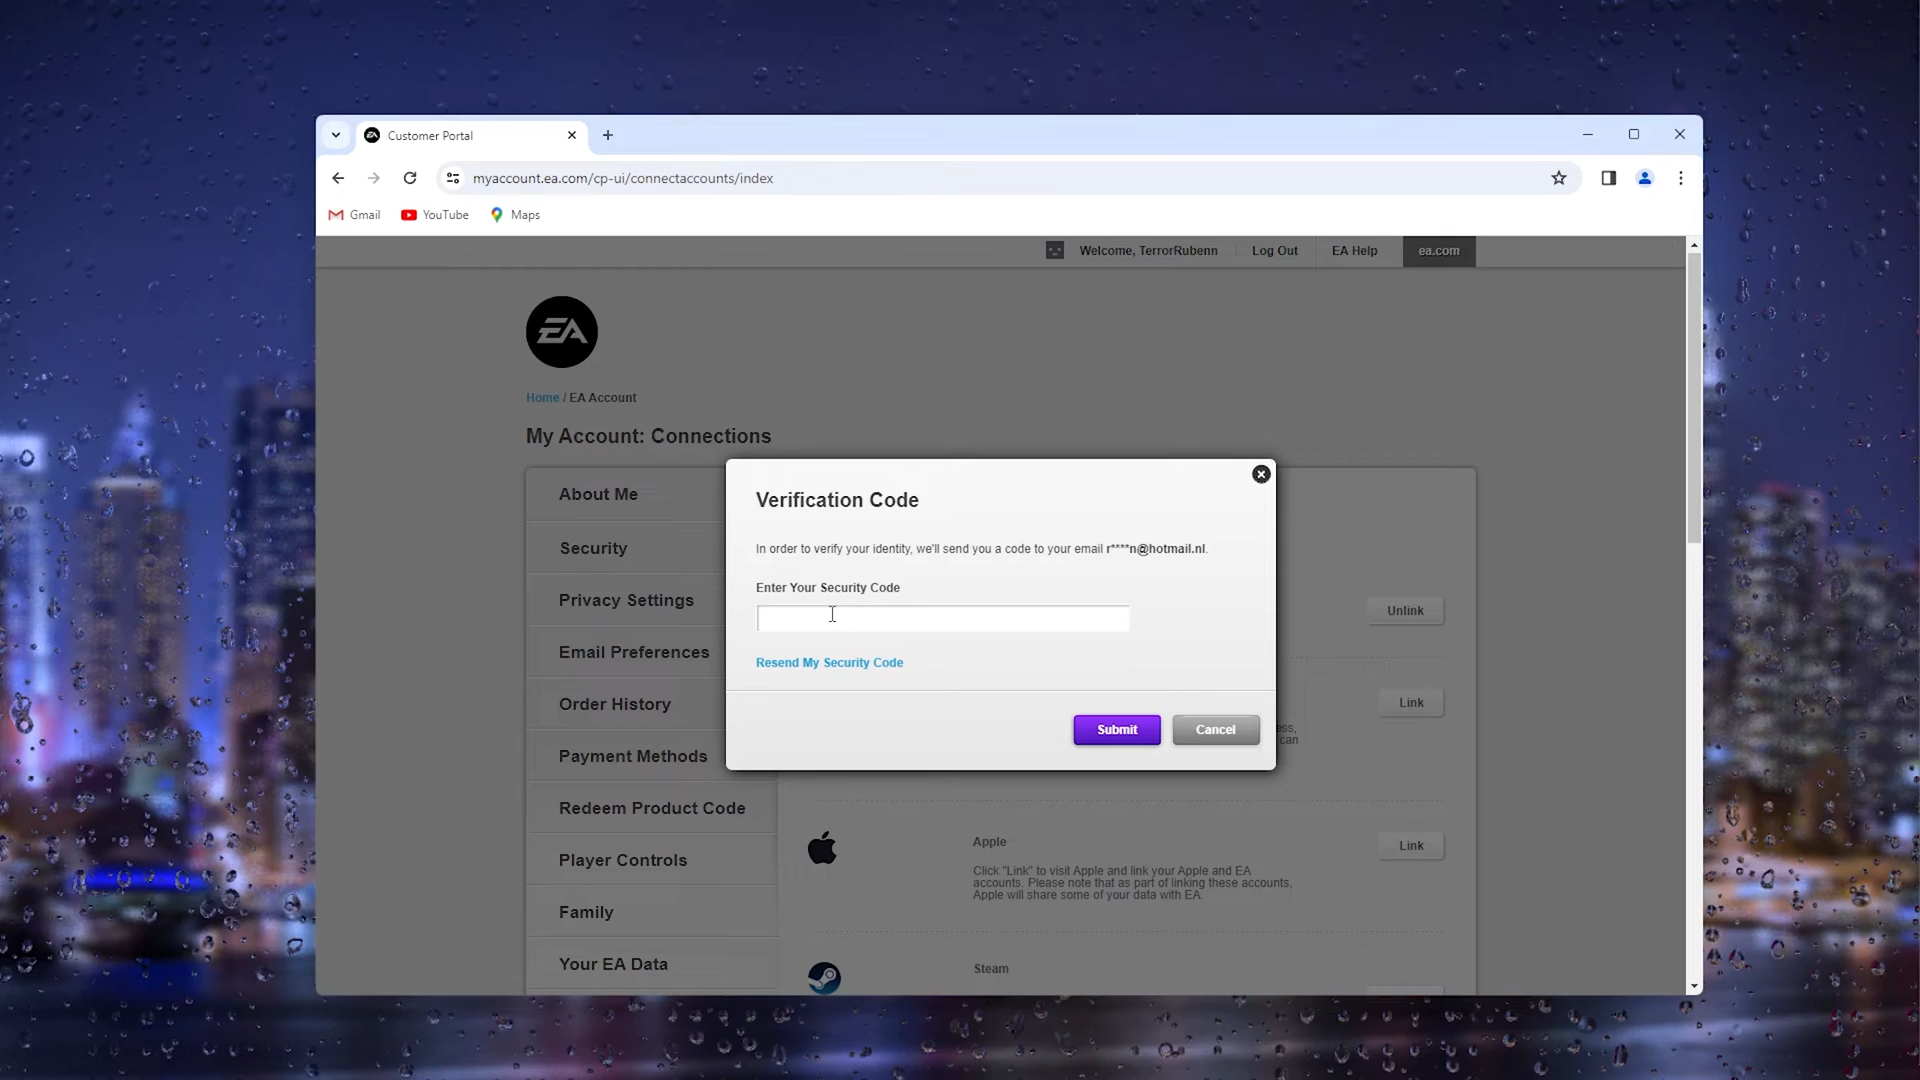 Customer Portal
myaccount.ea.com/cp-ui/connectaccounts/index
Gmail YouTube Maps
Welcome, TerrorRubenn Log Out EA Help ea.com
EA
Home / EA Account
My Account: Connections
About Me
Security
Privacy Settings
Email Preferences
Order History
Payment Methods
Redeem Product Code
Player Controls
Family
Your EA Data
Verification Code
In order to verify your identity, we'll send you a code to your email r****n@hotmail.nl.
Enter Your Security Code
Resend My Security Code
Submit Cancel
Unlink
Link
can
Apple
Link
Click "Link" to visit Apple and link your Apple and EA
accounts. Please note that as part of linking these accounts,
Apple will share some of your data with EA.
Steam